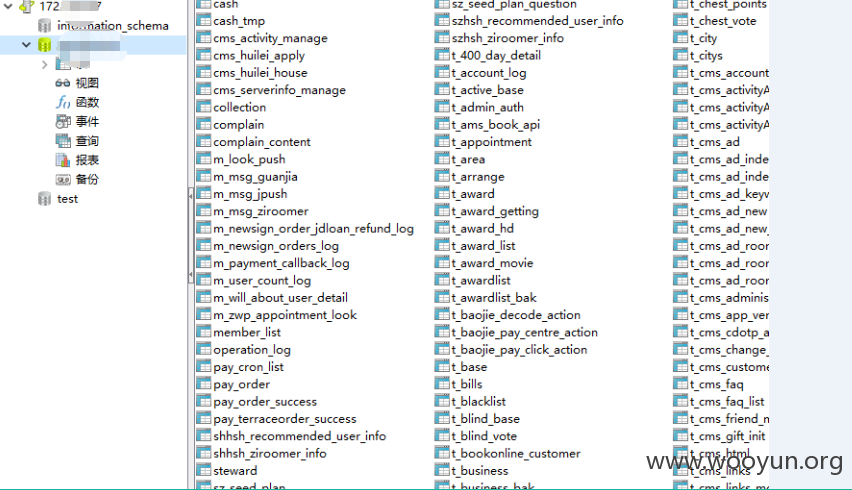 172 7
information_schema
视图
函数
事件
查询
报表
备份
test
cash
cash_tmp
cms_activity_manage
cms_huilei_apply
cms_huilei_house
cms_serverinfo_manage
collection
complain
complain_content
m_look_push
m_msg_guanjia
m_msg_jpush
m_msg_ziroomer
m_newsign_order_jdloan_refund_log
m_newsign_orders_log
m_payment_callback_log
m_user_count_log
m_will_about_user_detail
m_zwp_appointment_look
member_list
operation_log
pay_cron_list
pay_order
pay_order_success
pay_terraceorder_success
shhsh_recommended_user_info
shhsh_ziroomer_info
steward
sz_seed_plan
sz_seed_plan_question
szhsh_recommended_user_info
szhsh_ziroomer_info
t_400_day_detail
t_account_log
t_active_base
t_admin_auth
t_ams_book_api
t_appointment
t_area
t_arrange
t_award
t_award_getting
t_award_hd
t_award_list
t_award_movie
t_awardlist
t_awardlist_bak
t_baojie_decode_action
t_baojie_pay_centre_action
t_baojie_pay_click_action
t_base
t_bills
t_blacklist
t_blind_base
t_blind_vote
t_bookonline_customer
t_business
t_business_bak
t_chest_points
t_chest_vote
t_city
t_citys
t_cms_account
t_cms_activityA
t_cms_activityA
t_cms_activityA
t_cms_ad
t_cms_ad_inde
t_cms_ad_inde
t_cms_ad_keyw
t_cms_ad_new
t_cms_ad_new_
t_cms_ad_roor
t_cms_ad_roor
t_cms_ad_roor
t_cms_adminis
t_cms_app_ver
t_cms_cdotp_a
t_cms_change_
t_cms_custome
t_cms_faq
t_cms_faq_list
t_cms_friend_n
t_cms_gift_init
t_cms_html
t_cms_links
t_cms_links_mo
www.wooyun.org